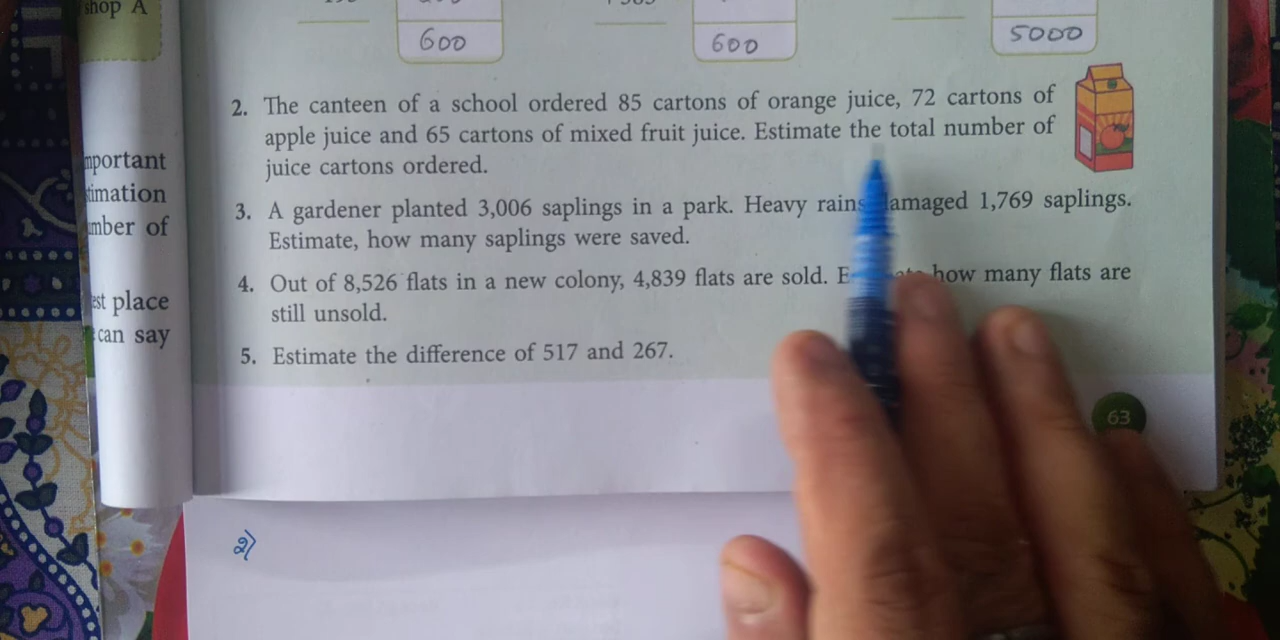 shop A
600
600
5000
2. The canteen of a school ordered 85 cartons of orange juice, 72 cartons of
apple juice and 65 cartons of mixed fruit juice. Estimate the total number of
juice cartons ordered.
mportant
timation
mber of
est place
can say
3. A gardener planted 3,006 saplings in a park. Heavy rains amaged 1,769 saplings.
Estimate, how many saplings were saved.
4. Out of 8,526 flats in a new colony, 4,839 flats are sold. how many flats are
still unsold.
5. Estimate the difference of 517 and 267.
63
2)